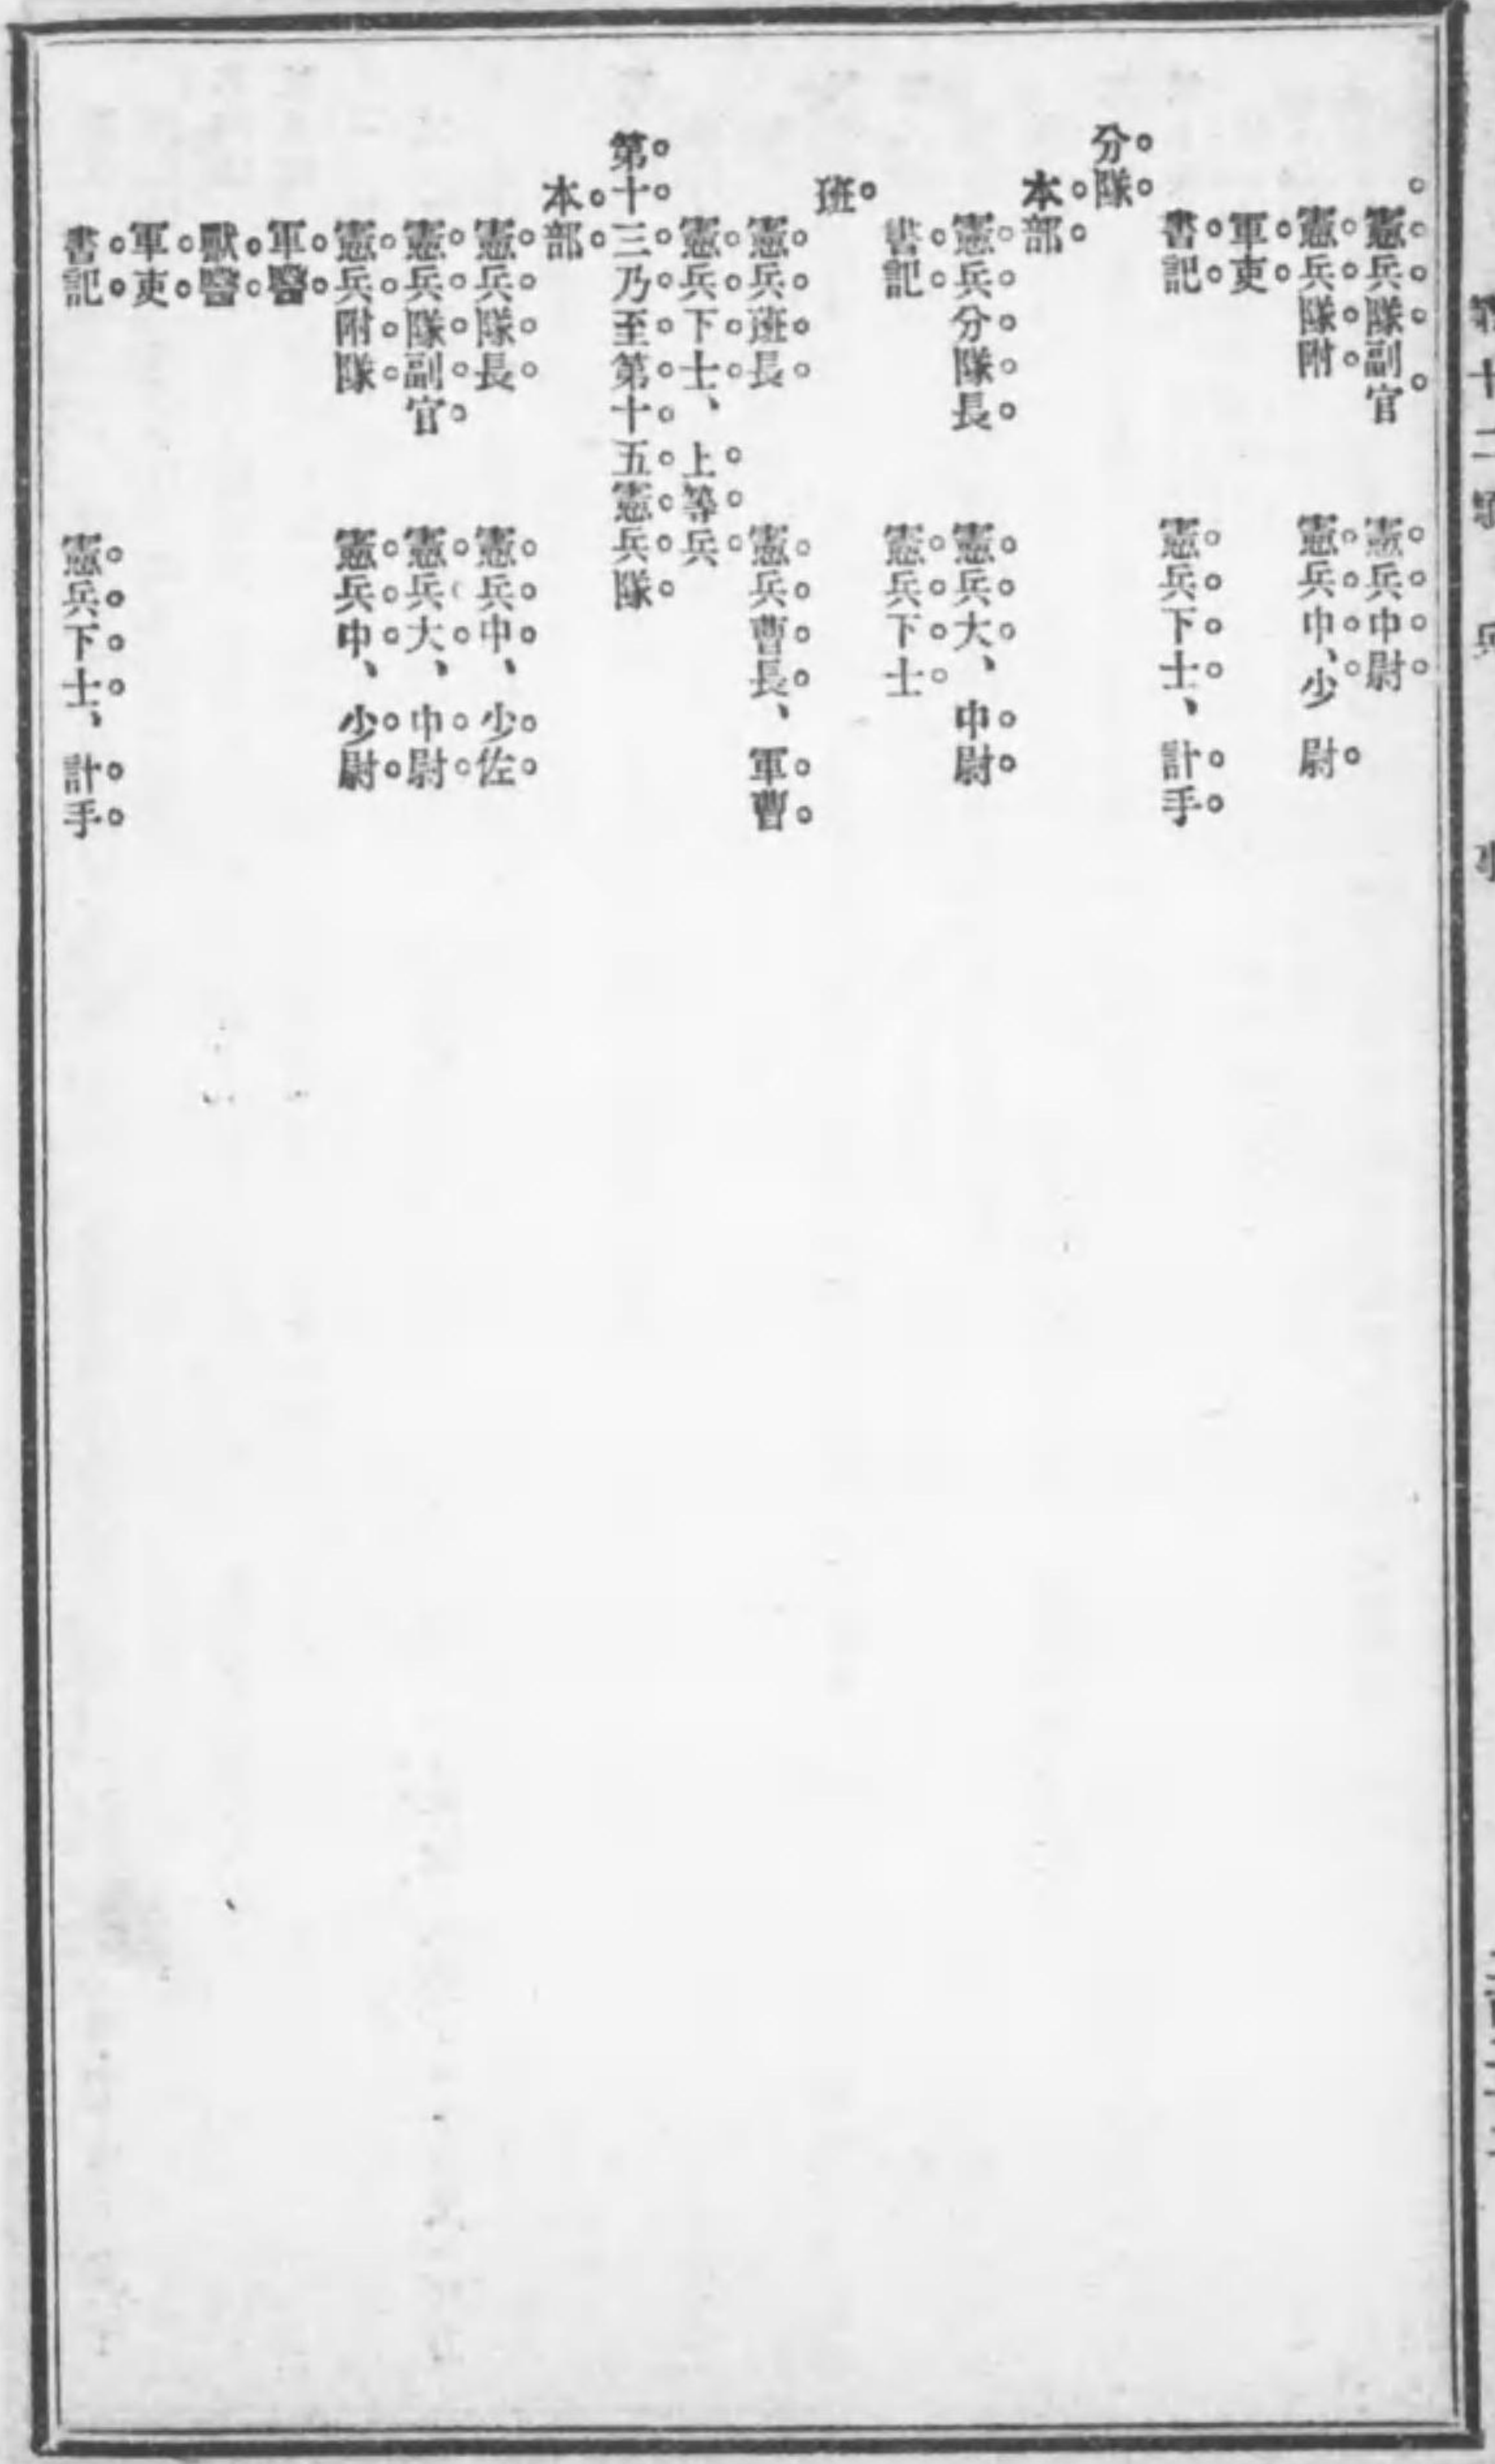 憲兵隊副官 憲兵中尉
憲兵隊附 憲兵中、少尉
軍吏
書記 憲兵下士、計手
分隊
本部
憲兵分隊長 憲兵大、中尉
書記 憲兵下士
班
憲兵班長 憲兵曹長、軍曹
憲兵下士、上等兵
第十三乃至第十五憲兵隊
本部
憲兵隊長 憲兵中、少佐
憲兵隊副官 憲兵大、中尉
憲兵附隊 憲兵中、少尉
軍醫
獸醫
軍吏
書記 憲兵下士、計手